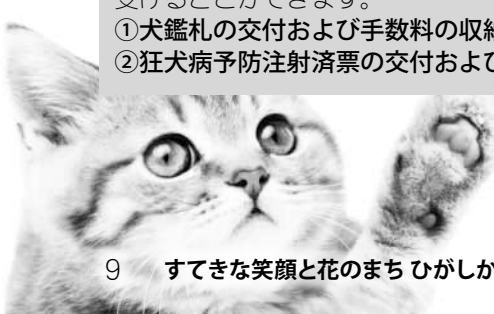 受けることができます。
①犬鑑札の交付および手数料の収納
②狂犬病予防注射済票の交付およ
9 すてきな笑顔と花のまち ひがしか